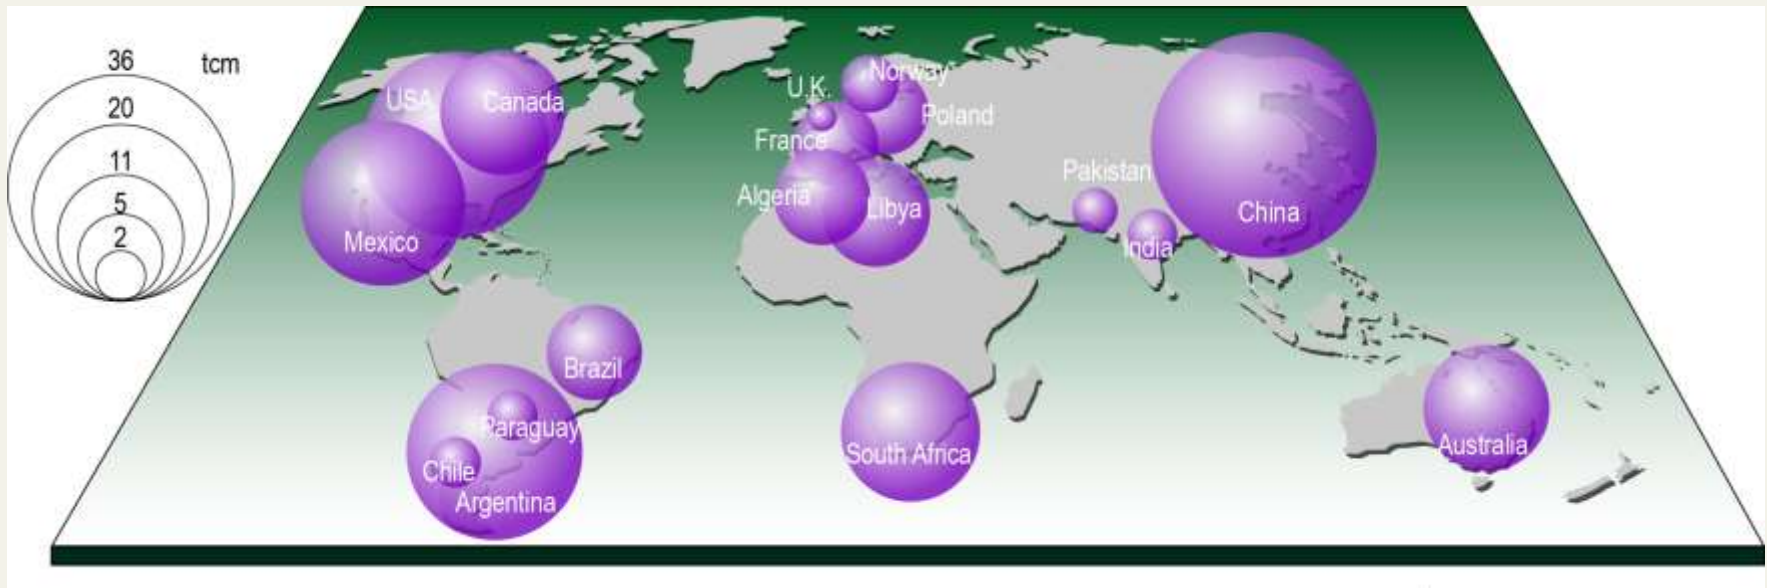 36 tcm
20
11
5
2
USA
Canada
Mexico
U.K.
Norway
Poland
France
Algeria
Libya
Pakistan
India
China
Brazil
Paraguay
Chile
Argentina
South Africa
Australia